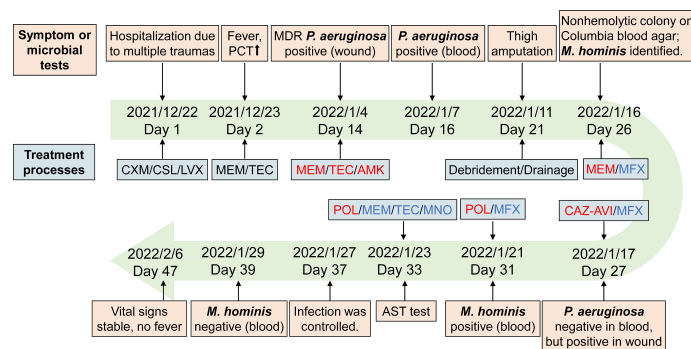 Symptom or
microbial
tests
Hospitalization due
to multiple traumas
Fever,
PCT⬆
MDR P. aeruginosa
positive (wound)
P. aeruginosa
positive (blood)
Thigh
amputation
Nonhemolytic colony on
Columbia blood agar;
M. hominis identified.
2021/12/22
Day 1
2021/12/23
Day 2
2022/1/4
Day 14
2022/1/7
Day 16
2022/1/11
Day 21
2022/1/16
Day 26
Treatment
processes
CXM/CSL/LVX
MEM/TEC
MEM/TEC/AMK
Debridement/Drainage
MEM/MFX
POL/MEM/TEC/MNO
POL/MFX
CAZ-AVI/MFX
2022/2/6
Day 47
2022/1/29
Day 39
2022/1/27
Day 37
2022/1/23
Day 33
2022/1/21
Day 31
2022/1/17
Day 27
Vital signs
stable, no fever
M. hominis
negative (blood)
Infection was
controlled.
AST test
M. hominis
positive (blood)
P. aeruginosa
negative in blood,
but positive in wound